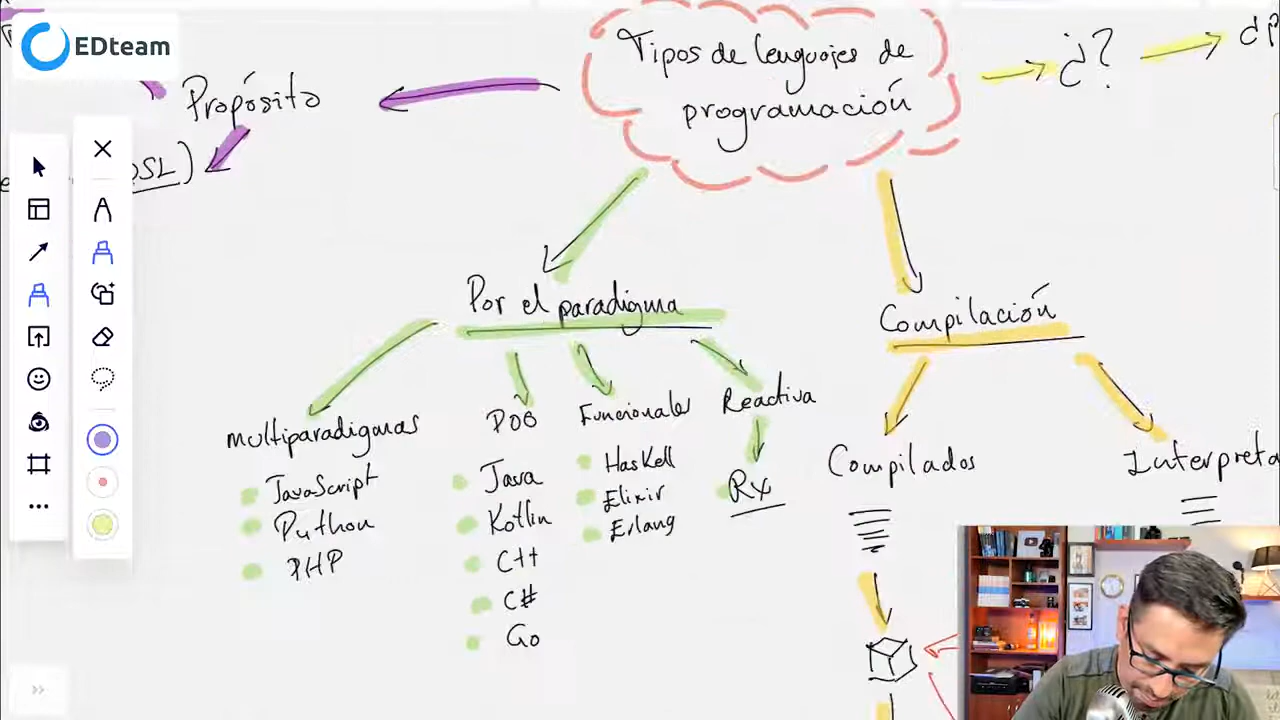 EDteam
Tipos de lenguajes de
programación
¿?
Propósito
DSL)
Por el paradigma
Compilación
multiparadigmas
JavaScript
Python
PHP
POO
Java
Kotlin
C++
C#
Go
Funcionales
Haskell
Elixir
Erlang
Reactiva
Rx
Compilados
Interpreta